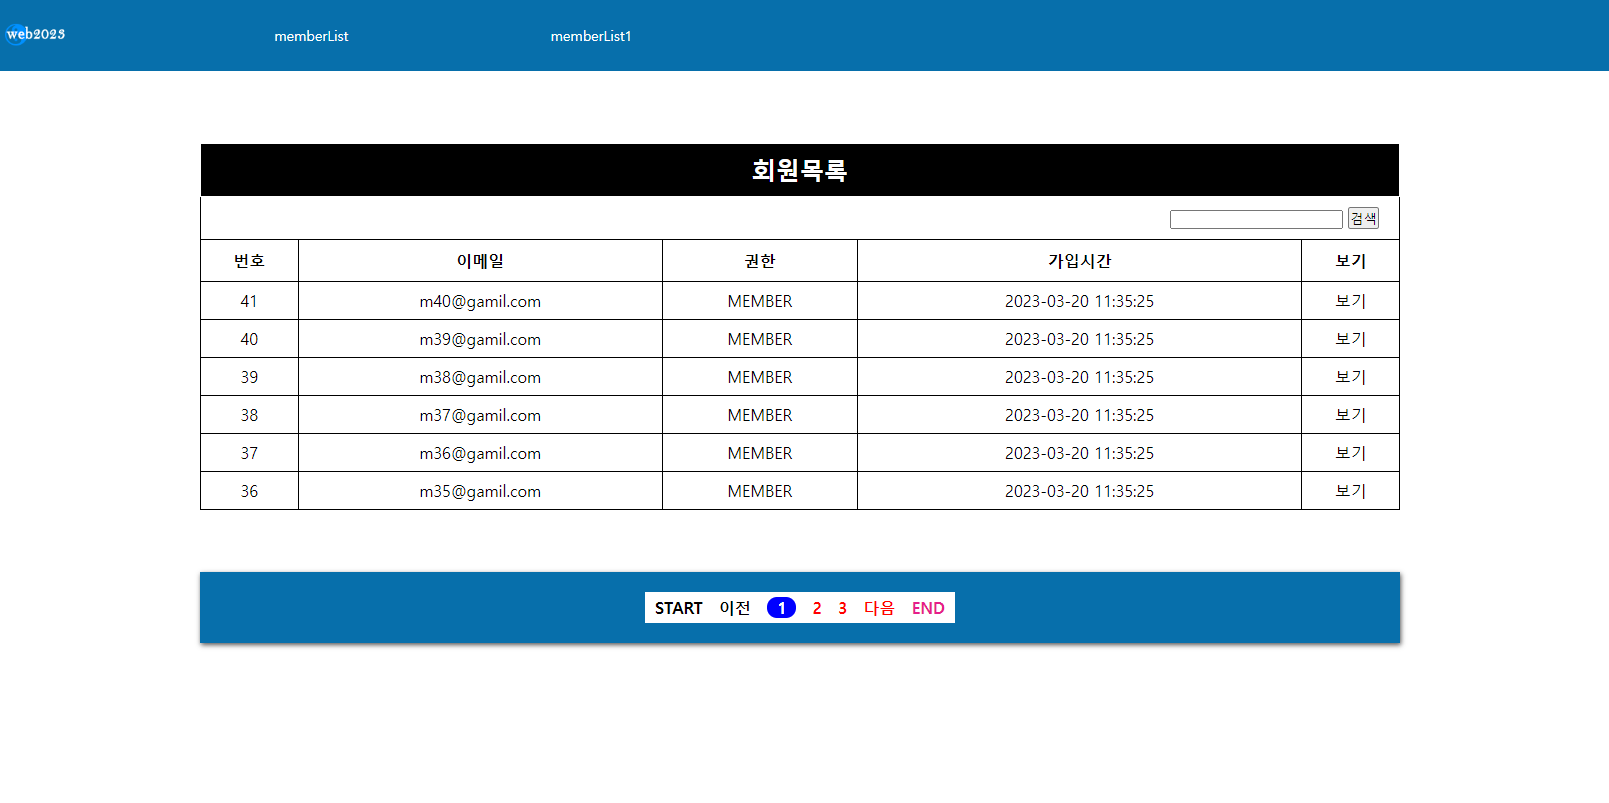 web2023 memberList memberList1
회원목록
검색
번호 이메일 권한 가입시간 보기
41 m40@gamil.com MEMBER 2023-03-20 11:35:25 보기
40 m39@gamil.com MEMBER 2023-03-20 11:35:25 보기
39 m38@gamil.com MEMBER 2023-03-20 11:35:25 보기
38 m37@gamil.com MEMBER 2023-03-20 11:35:25 보기
37 m36@gamil.com MEMBER 2023-03-20 11:35:25 보기
36 m35@gamil.com MEMBER 2023-03-20 11:35:25 보기
START 이전 1 2 3 다음 END